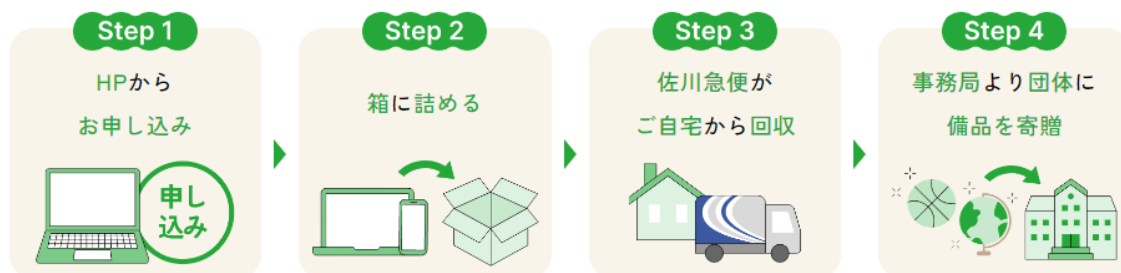 Step 1
HPから
お申し込み
申し
込み
Step 2
箱に詰める
Step 3
佐川急便が
ご自宅から回収
Step 4
事務局より団体に
備品を寄贈